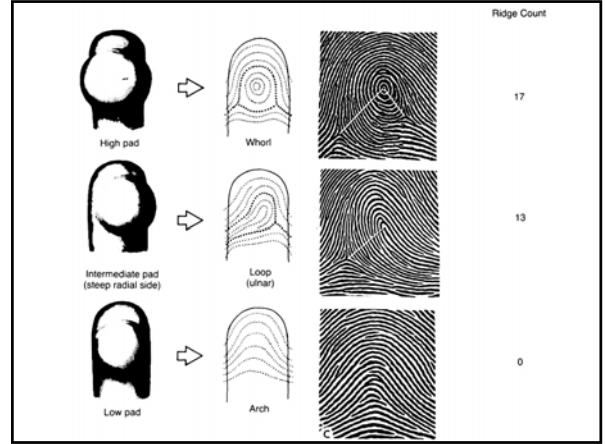 Ridge Count
High pad
Whorl
17
Intermediate pad
(steep radial side)
Loop
(ulnar)
13
Low pad
Arch
C
0